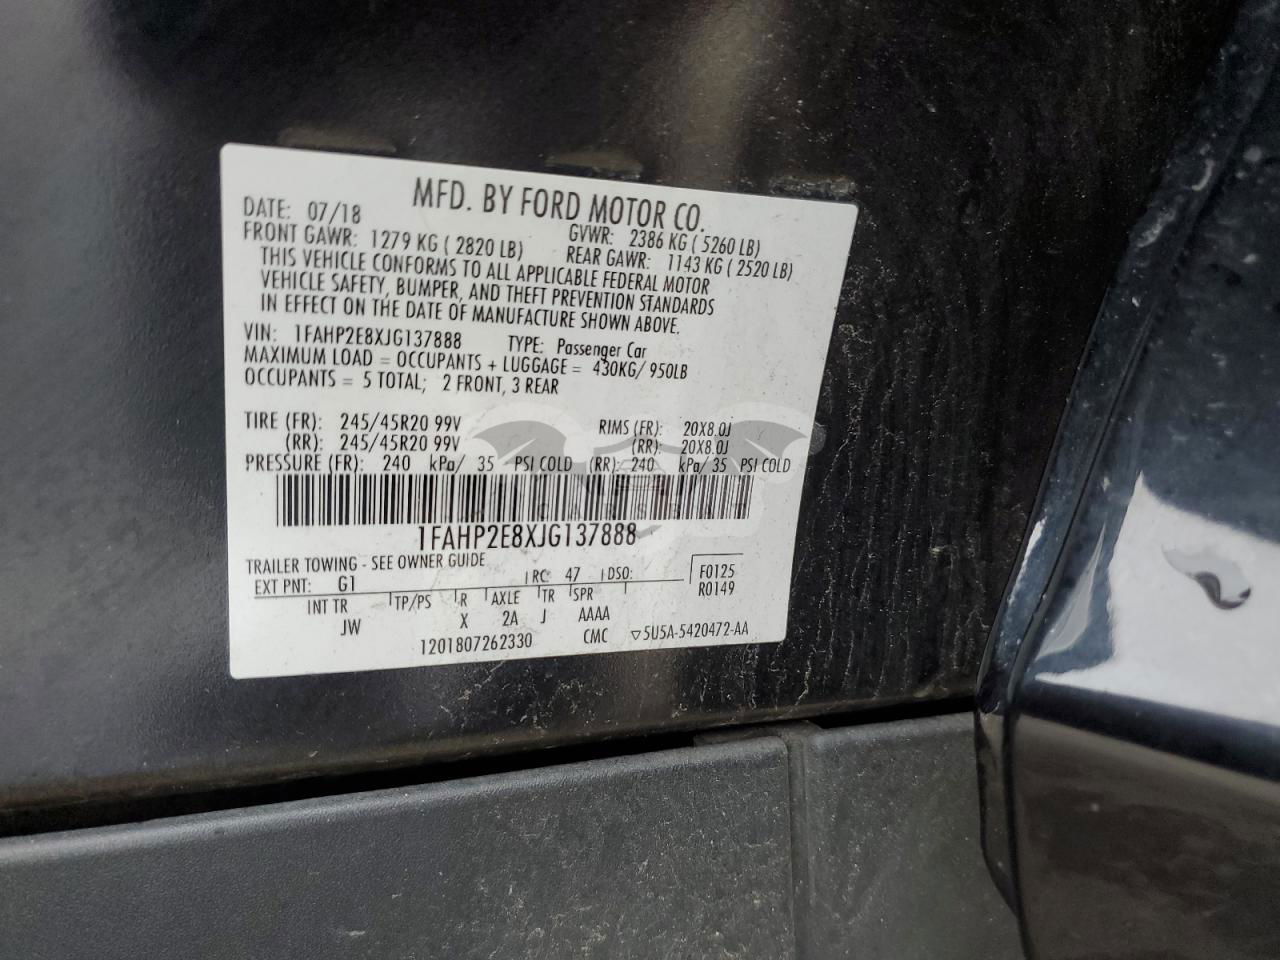 MFD. BY FORD MOTOR CO.
DATE: 07/18 GVWR: 2386 KG ( 5260 LB)
FRONT GAWR: 1279 KG ( 2820 LB) REAR GAWR: 1143 KG ( 2520 LB)
THIS VEHICLE CONFORMS TO ALL APPLICABLE FEDERAL MOTOR
VEHICLE SAFETY, BUMPER, AND THEFT PREVENTION STANDARDS
IN EFFECT ON THE DATE OF MANUFACTURE SHOWN ABOVE.
VIN: 1FAHP2E8XJG137888 TYPE: Passenger Car
MAXIMUM LOAD = OCCUPANTS + LUGGAGE = 430KG/ 950LB
OCCUPANTS = 5 TOTAL; 2 FRONT, 3 REAR
TIRE (FR): 245/45R20 99V RIMS (FR): 20X8.0J
(RR): 245/45R20 99V (RR): 20X8.0J
PRESSURE (FR): 240 kPa/ 35 PSI COLD (RR): 240 kPa/ 35 PSI COLD
1FAHP2E8XJG137888
TRAILER TOWING - SEE OWNER GUIDE
EXT PNT: G1 RC: 47 DSO: F0125
R0149
INT TR TP/PS R AXLE TR SPR
JW X 2A J AAAA
1201807262330 CMC ▽5U5A-5420472-AA